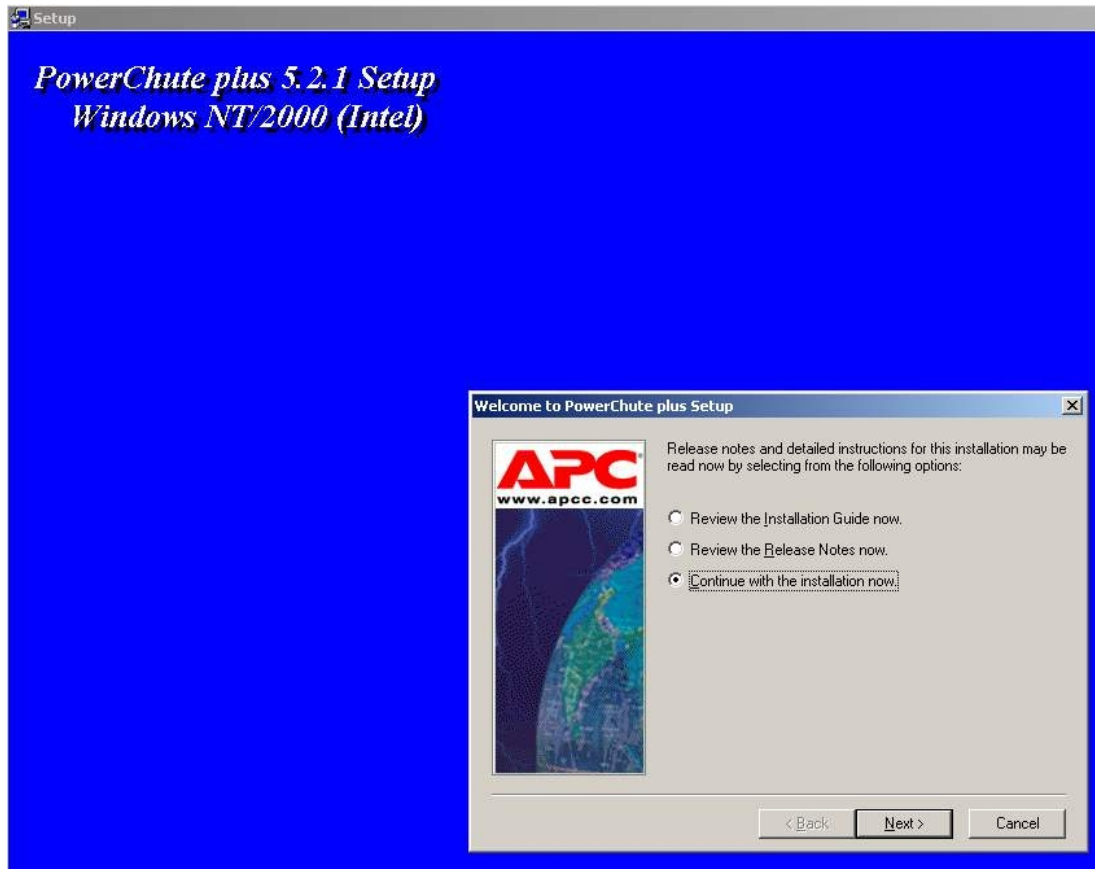 Setup
PowerChute plus 5.2.1 Setup
Windows NT/2000 (Intel)
Welcome to PowerChute plus Setup
APC
www.apcc.com
Release notes and detailed instructions for this installation may be
read now by selecting from the following options:
Review the Installation Guide now.
Review the Release Notes now.
Continue with the installation now.
< Back
Next >
Cancel